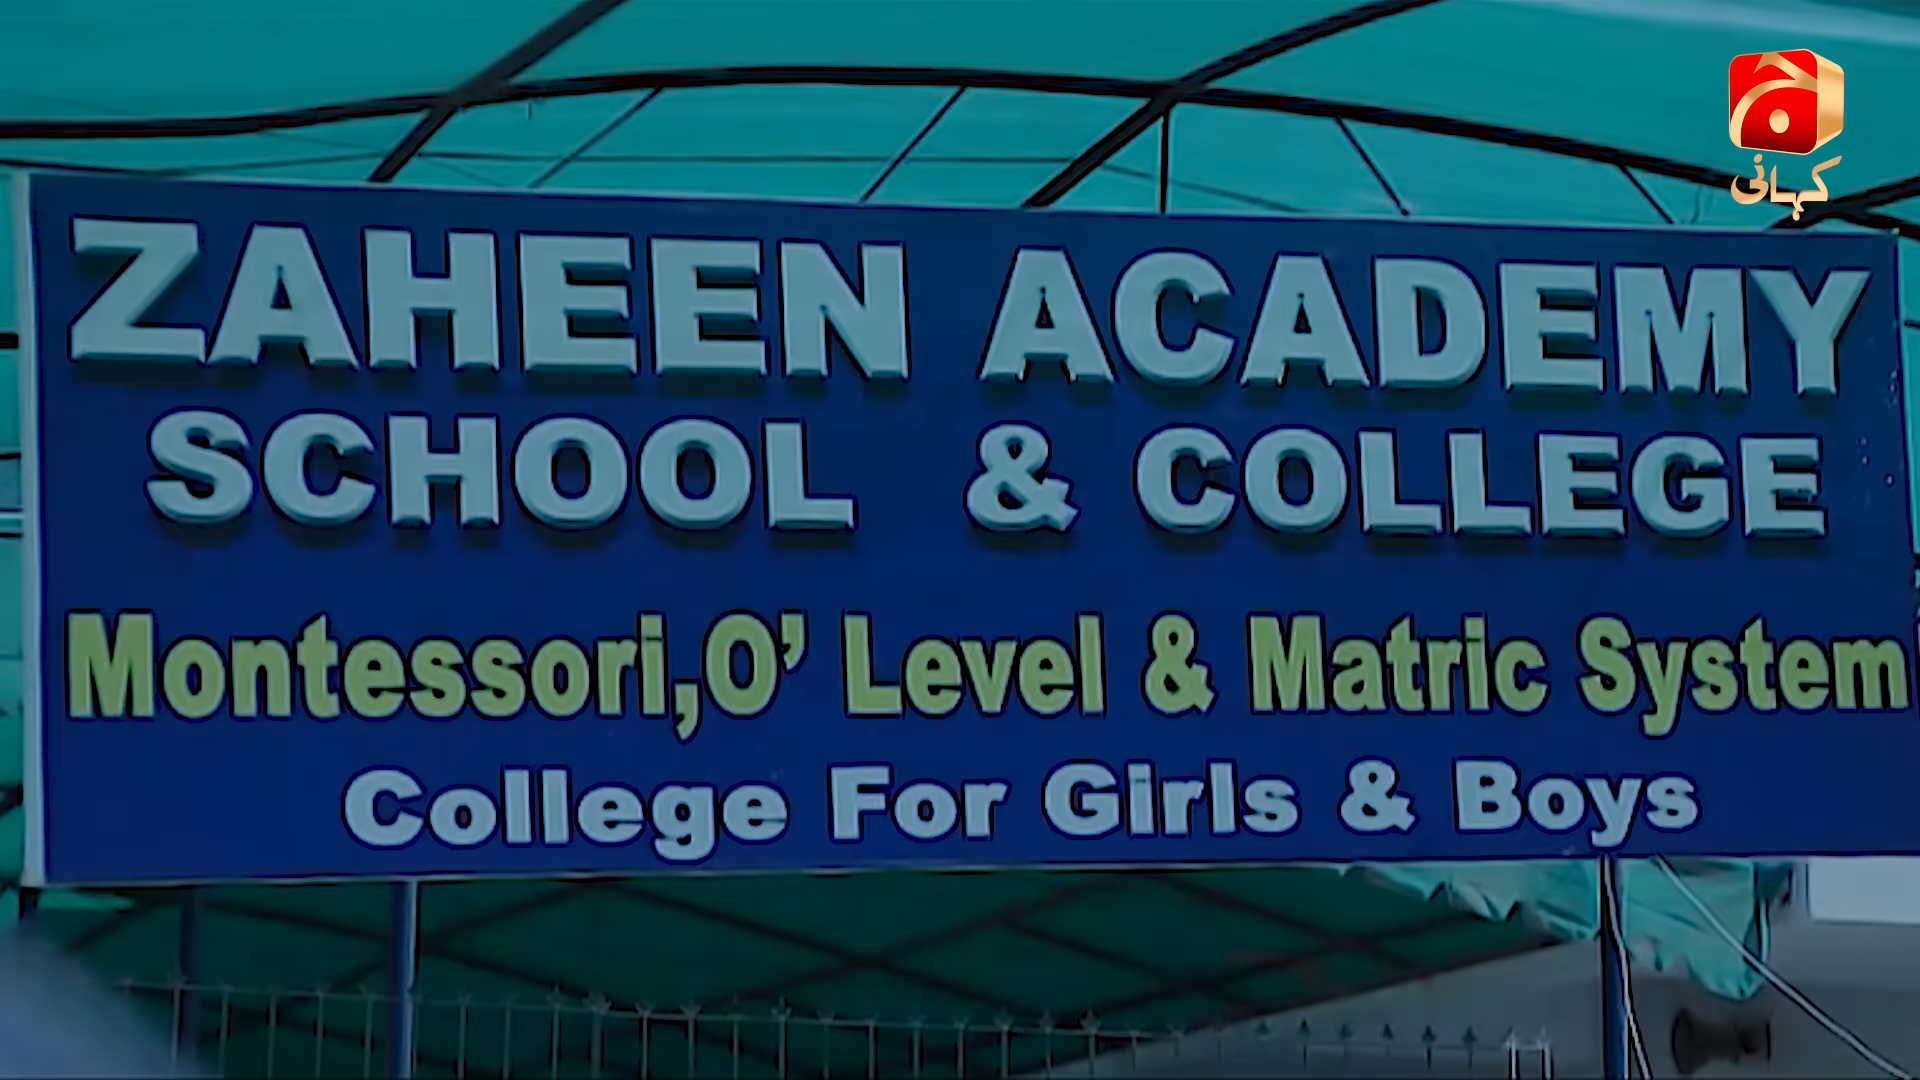 کہانی
ZAHEEN ACADEMY
SCHOOL & COLLEGE
Montessori,O' Level & Matric System
College For Girls & Boys